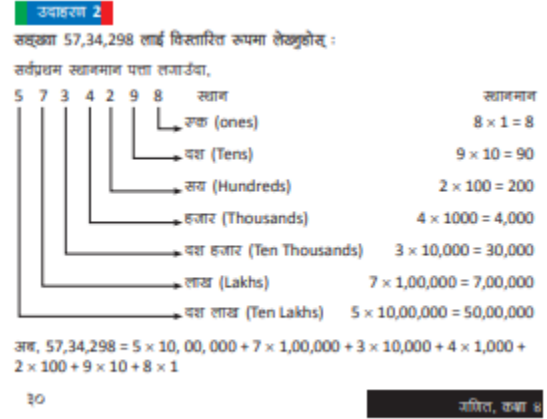 उदाहरण 2
सङ्ख्या 57,34,298 लाई विस्तारित रूपमा लेख्नुहोस् :
सर्वप्रथम स्थानमान पत्ता लगाउँदा,
5 7 3 4 2 9 8 स्थान स्थानमान
एक (ones) 8 × 1 = 8
दश (Tens) 9 × 10 = 90
सय (Hundreds) 2 × 100 = 200
हजार (Thousands) 4 × 1000 = 4,000
दश हजार (Ten Thousands) 3 × 10,000 = 30,000
लाख (Lakhs) 7 × 1,00,000 = 7,00,000
दश लाख (Ten Lakhs) 5 × 10,00,000 = 50,00,000
अब, 57,34,298 = 5 × 10, 00, 000 + 7 × 1,00,000 + 3 × 10,000 + 4 × 1,000 +
2 × 100 + 9 × 10 + 8 × 1
३० गणित, कक्षा ४